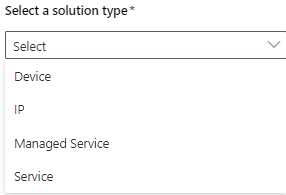 Select a solution type*
Select
Device
IP
Managed Service
Service